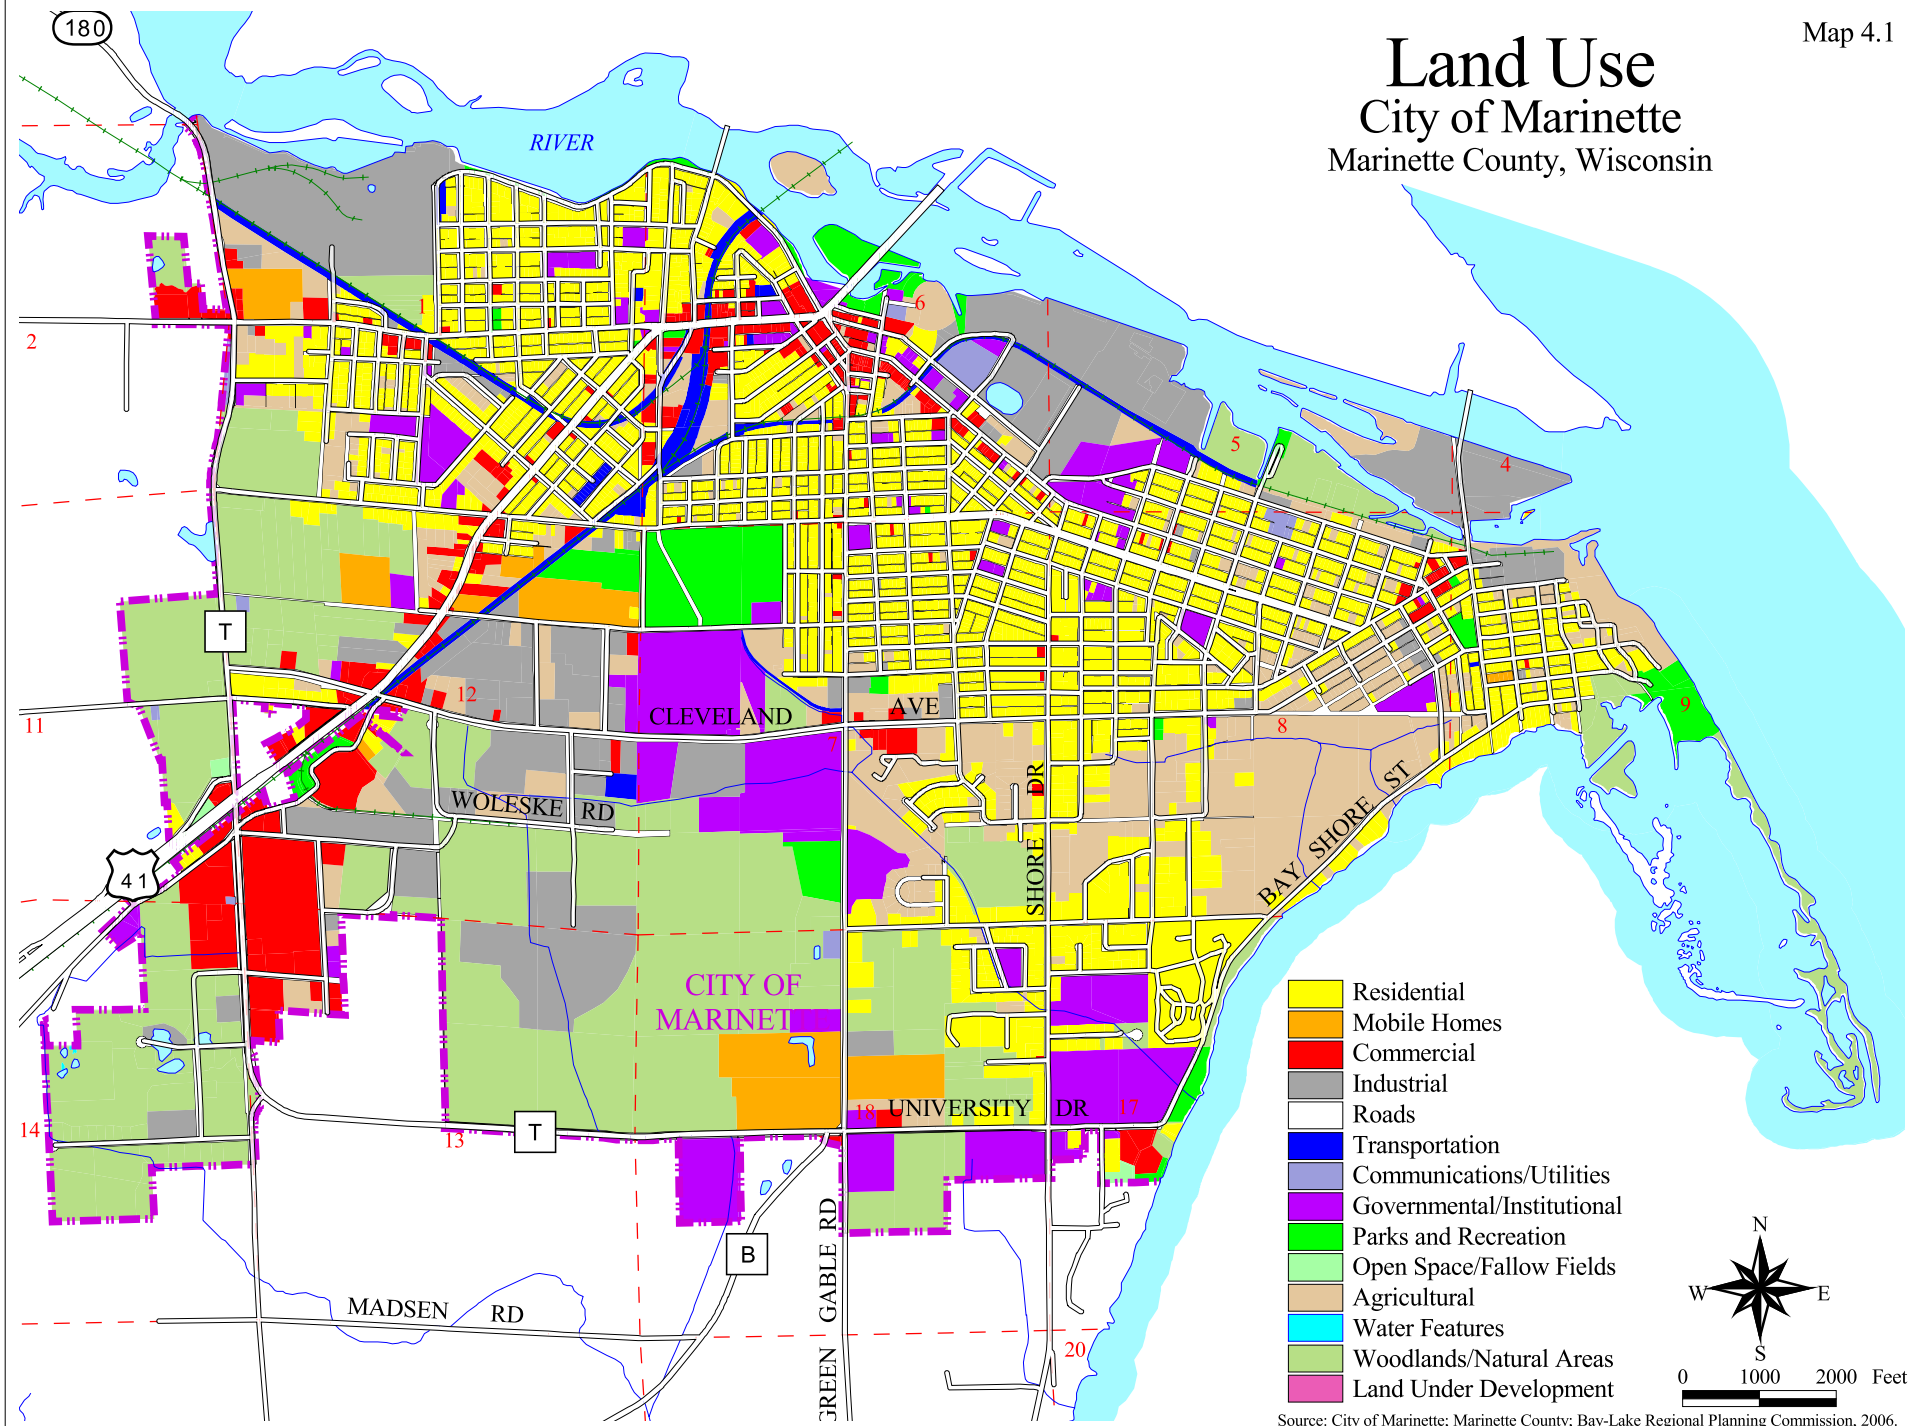 180
Map 4.1
Land Use
City of Marinette
Marinette County, Wisconsin
RIVER
1
6
2
5
4
T
12
11
CLEVELAND AVE
7
8
9
SHORE DR
WOLESKE RD
BAY SHORE ST
41
CITY OF
MARINET
UNIVERSITY DR
18
17
14
13
T
B
GREEN GABLE RD
MADSEN RD
20
Residential
Mobile Homes
Commercial
Industrial
Roads
Transportation
Communications/Utilities
Governmental/Institutional
Parks and Recreation
Open Space/Fallow Fields
Agricultural
Water Features
Woodlands/Natural Areas
Land Under Development
N
W E
S
0 1000 2000 Feet
Source: City of Marinette; Marinette County; Bay-Lake Regional Planning Commission, 2006.